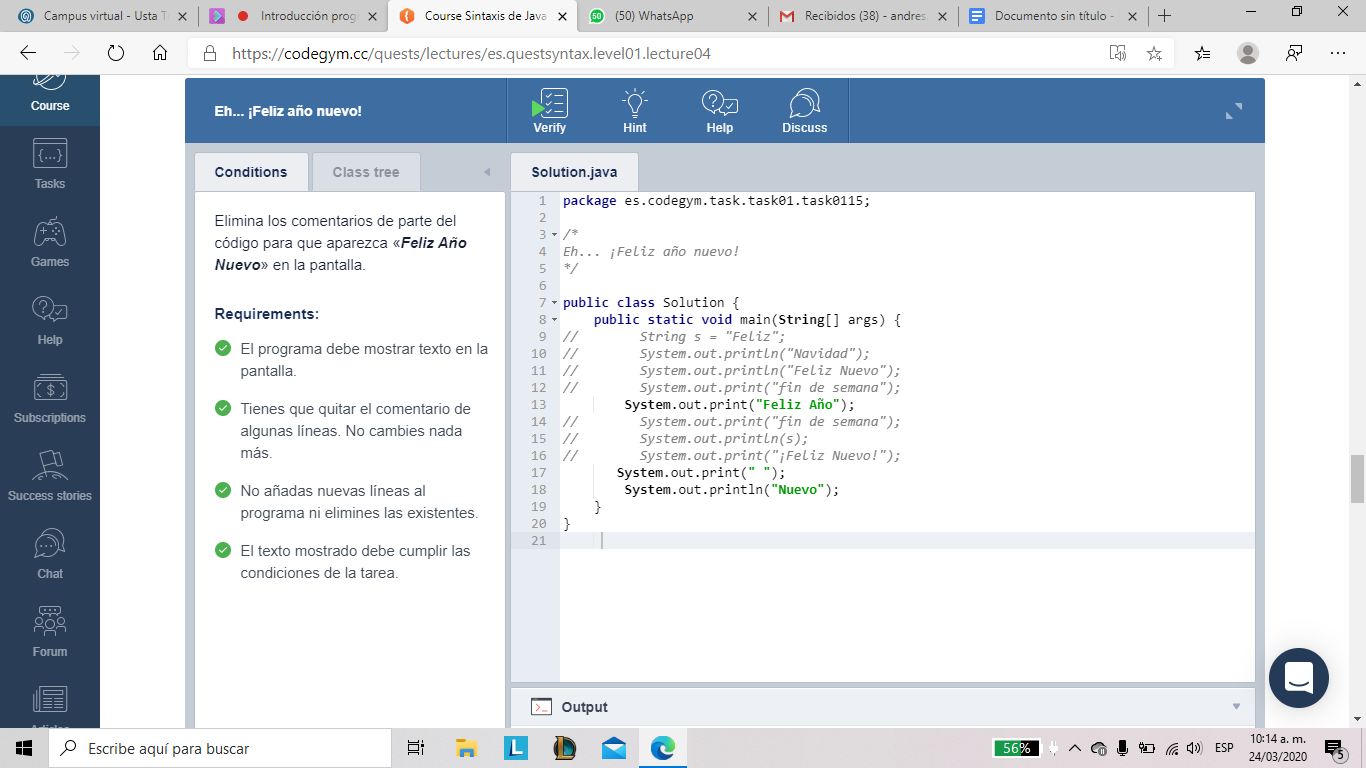 Campus virtual - Usta T
Introducción prog
Course Sintaxis de Java
(50) WhatsApp
Recibidos (38) - andres.
Documento sin título -
https://codegym.cc/quests/lectures/es.questsyntax.level01.lecture04
Course
Tasks
Games
Help
Subscriptions
Success stories
Chat
Forum
Eh... ¡Feliz año nuevo!
Verify
Hint
Help
Discuss
Conditions
Class tree
Elimina los comentarios de parte del
código para que aparezca «Feliz Año
Nuevo» en la pantalla.
Requirements:
El programa debe mostrar texto en la
pantalla.
Tienes que quitar el comentario de
algunas líneas. No cambies nada
más.
No añadas nuevas líneas al
programa ni elimines las existentes.
El texto mostrado debe cumplir las
condiciones de la tarea.
Solution.java
1 package es.codegym.task.task01.task0115;
2
3 /*
4 Eh... ¡Feliz año nuevo!
5 */
6
7 public class Solution {
8 public static void main(String[] args) {
9 // String s = "Feliz";
10 // System.out.println("Navidad");
11 // System.out.println("Feliz Nuevo");
12 // System.out.print("fin de semana");
13 System.out.print("Feliz Año");
14 // System.out.print("fin de semana");
15 // System.out.println(s);
16 // System.out.print("¡Feliz Nuevo!");
17 System.out.print(" ");
18 System.out.println("Nuevo");
19 }
20 }
21
Output
Escribe aquí para buscar
56%
ESP
10:14 a. m.
24/03/2020
5